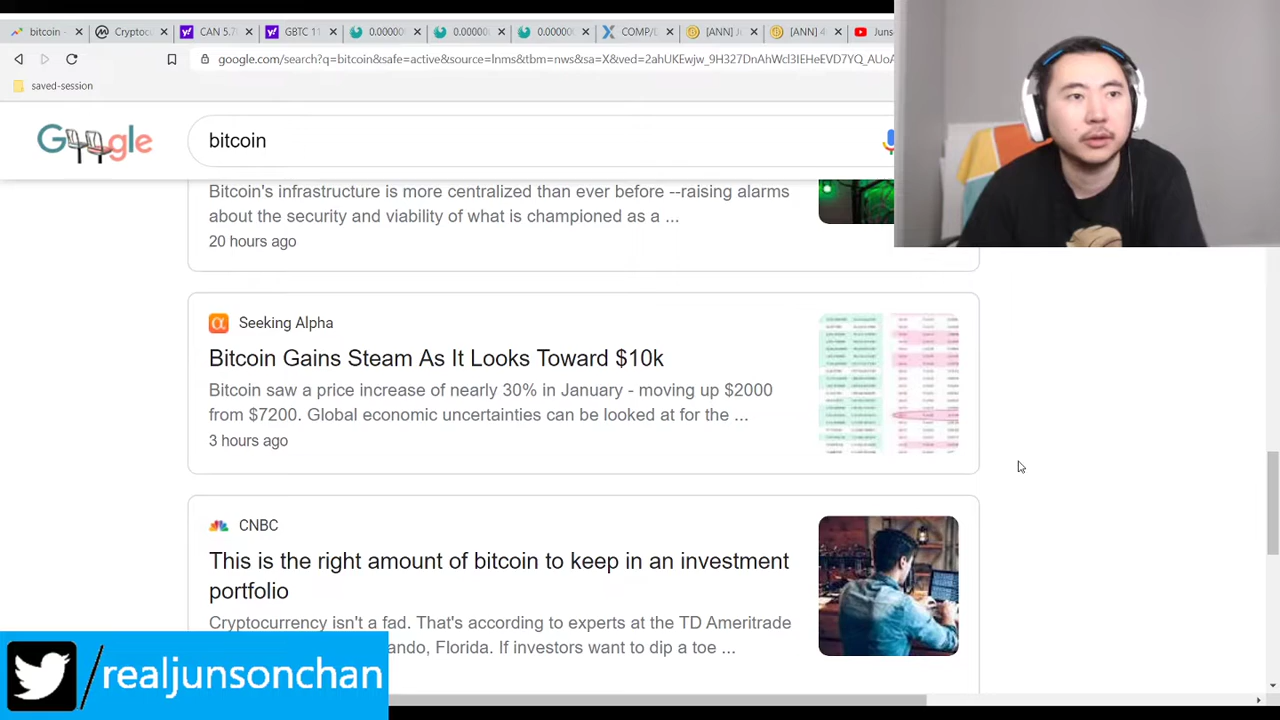 bitcoin -
Cryptoc
CAN 5.7
GBTC 11
0.00000
0.00000
0.00000
COMP/L
[ANN] J
[ANN] 4
Juns
google.com/search?q=bitcoin&safe=active&source=lnms&tbm=nws&sa=X&ved=2ahUKEwjw_9H327DnAhWcl3IEHeEVD7YQ_AUoA
saved-session
Google
bitcoin
Bitcoin's infrastructure is more centralized than ever before --raising alarms
about the security and viability of what is championed as a ...
20 hours ago
Seeking Alpha
Bitcoin Gains Steam As It Looks Toward $10k
Bitcoin saw a price increase of nearly 30% in January, moving up $2000
from $7200. Global economic uncertainties can be looked at for the ...
3 hours ago
CNBC
This is the right amount of bitcoin to keep in an investment
portfolio
Cryptocurrency isn't a fad. That's according to experts at the TD Ameritrade
ando, Florida. If investors want to dip a toe ...
/realjunsonchan